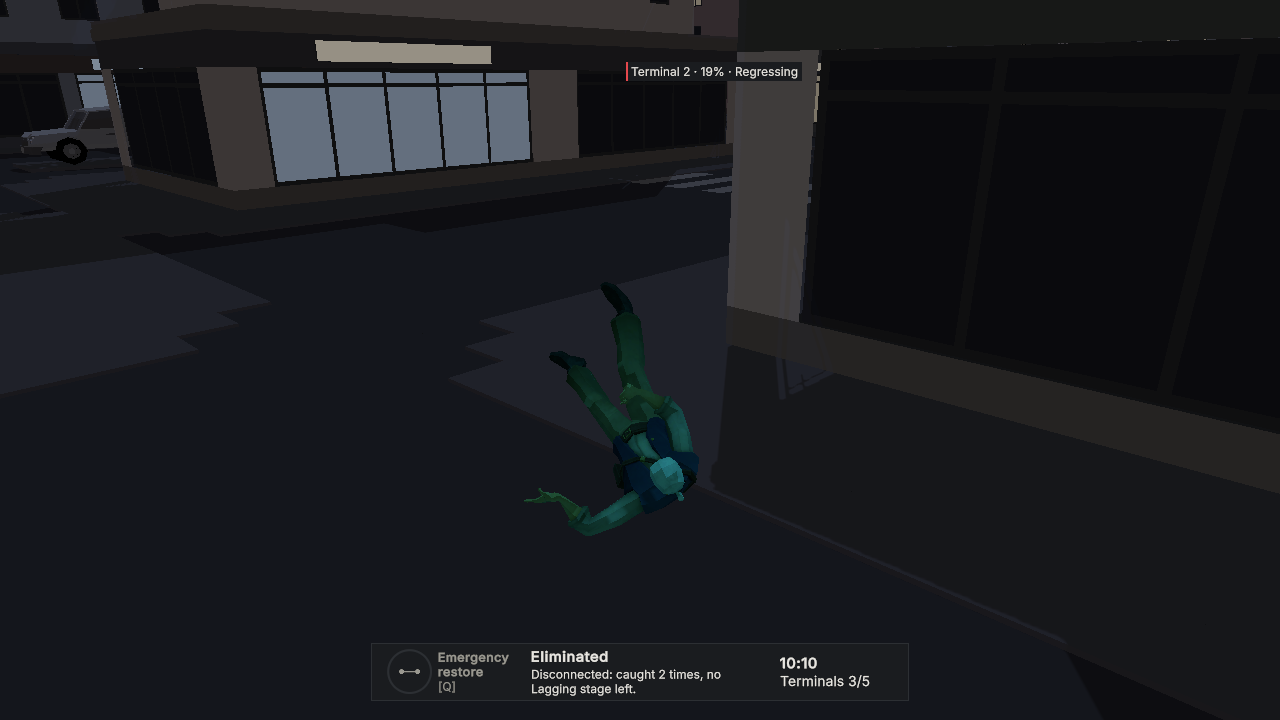 Terminal 2 · 19% · Regressing
Emergency
restore
[Q]
Eliminated
Disconnected: caught 2 times, no
Lagging stage left.
10:10
Terminals 3/5